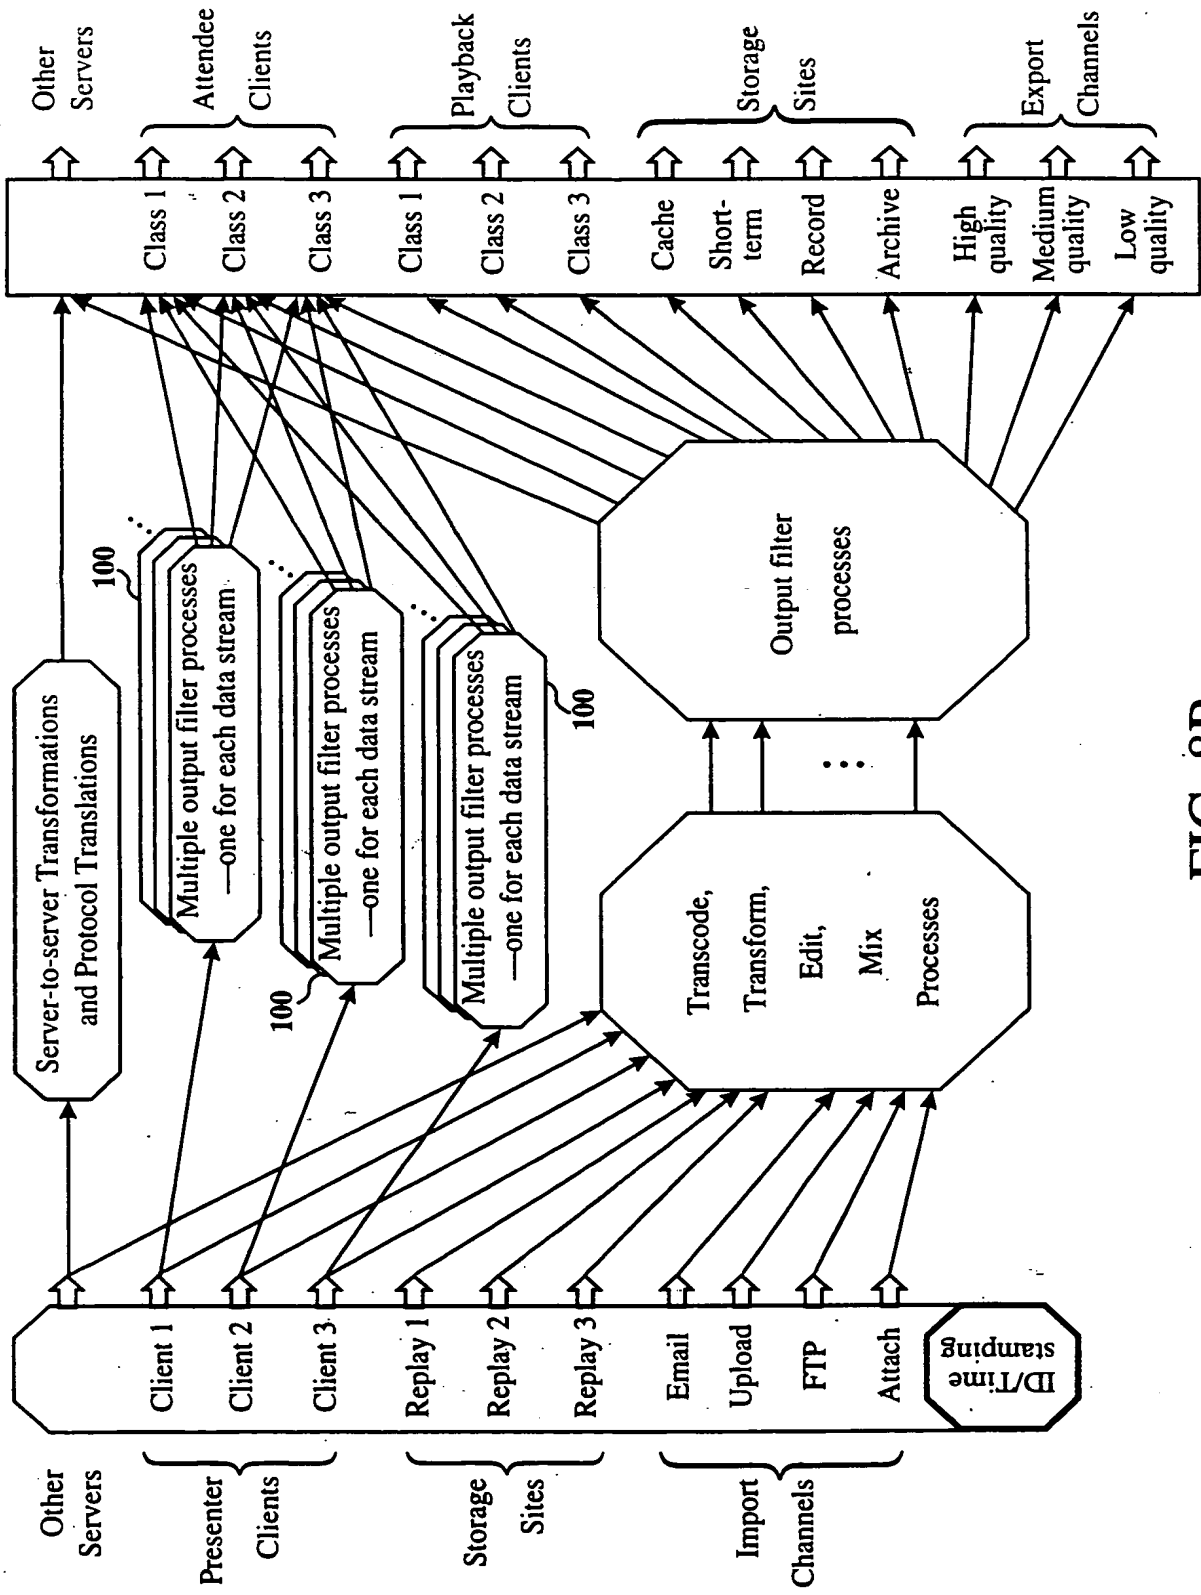 Other
Servers
Presenter
Clients
Storage
Sites
Import
Channels
Client 1
Client 2
Client 3
Replay 1
Replay 2
Replay 3
Email
Upload
FTP
Attach
ID/Time
stamping
Server-to-server Transformations
and Protocol Translations
100
Multiple output filter processes
—one for each data stream
100
Multiple output filter processes
—one for each data stream
100
Multiple output filter processes
—one for each data stream
Transcode,
Transform,
Edit,
Mix
Processes
Output filter
processes
Class 1
Class 2
Class 3
Class 1
Class 2
Class 3
Cache
Short-
term
Record
Archive
High
quality
Medium
quality
Low
quality
Other
Servers
Attendee
Clients
Playback
Clients
Storage
Sites
Export
Channels